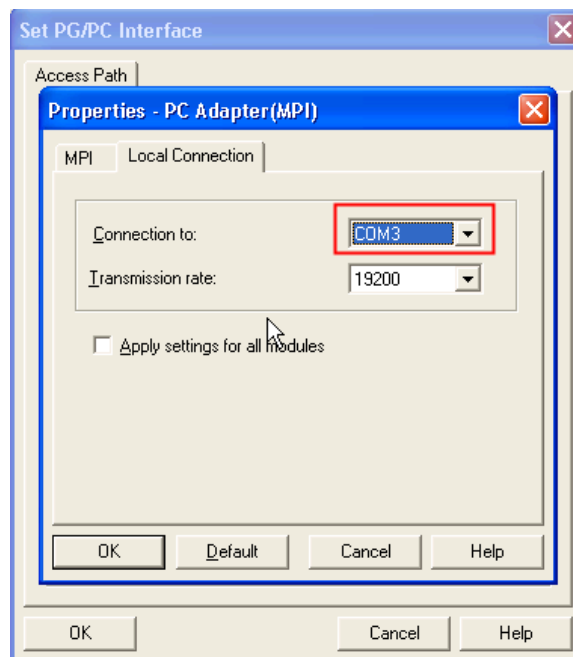 Set PG/PC Interface
Access Path
Properties - PC Adapter(MPI)
MPI Local Connection
Connection to: COM3
Transmission rate: 19200
Apply settings for all modules
OK Default Cancel Help
OK Cancel Help